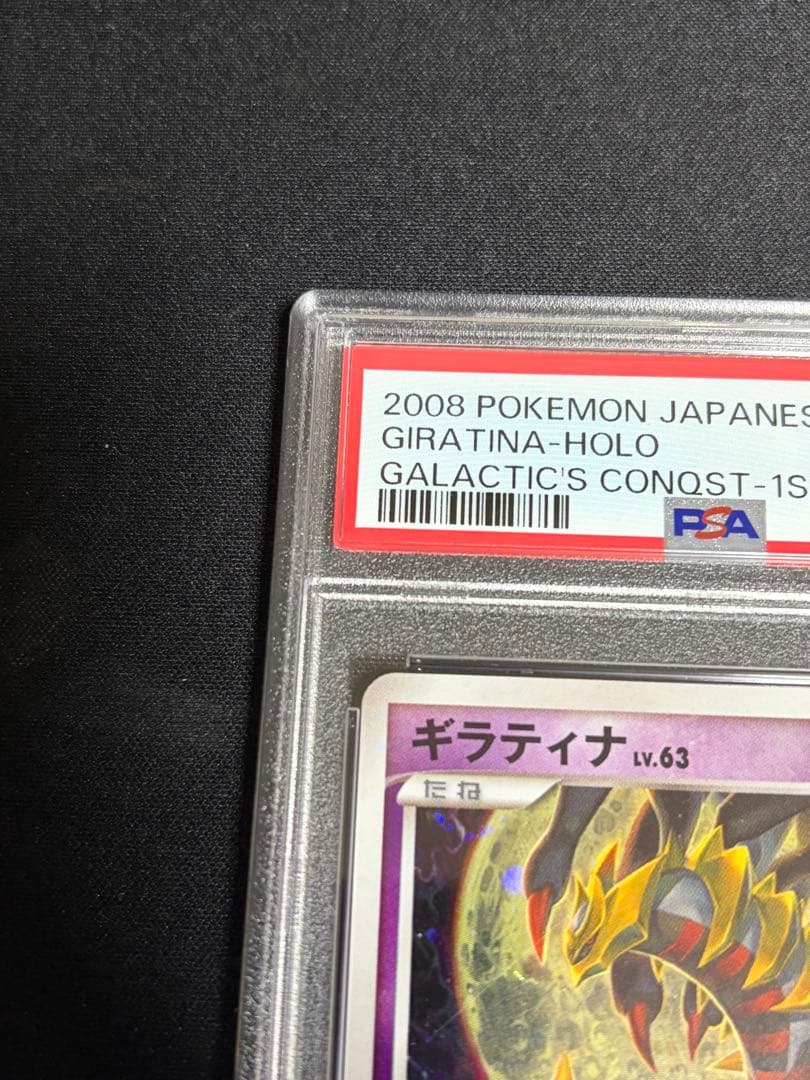 2008 POKEMON JAPANES
GIRATINA-HOLO
GALACTIC'S CONQST-1S
PSA
ギラティナ LV.63
たね